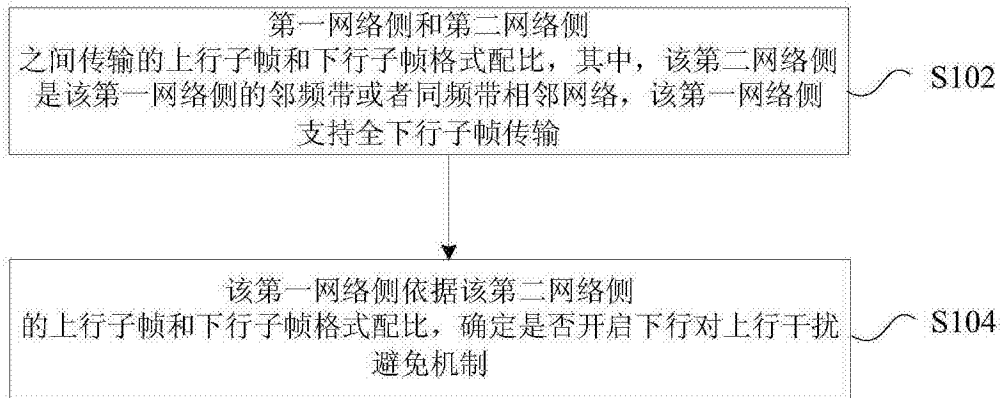 第一网络侧和第二网络侧
之间传输的上行子帧和下行子帧格式配比，其中，该第二网络侧
是该第一网络侧的邻频带或者同频带相邻网络，该第一网络侧
支持全下行子帧传输
S102
该第一网络侧依据该第二网络侧
的上行子帧和下行子帧格式配比，确定是否开启下行对上行干扰
避免机制
S104